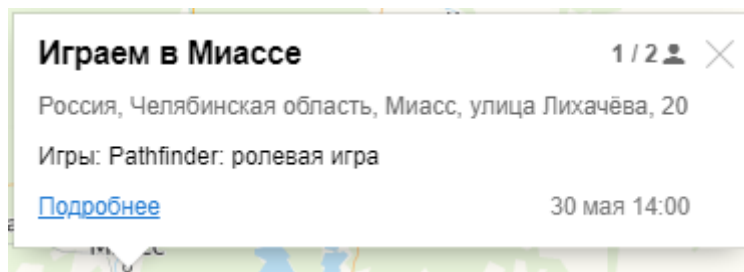 Играем в Миассе 1 / 2
Россия, Челябинская область, Миасс, улица Лихачёва, 20
Игры: Pathfinder: ролевая игра
Подробнее 30 мая 14:00